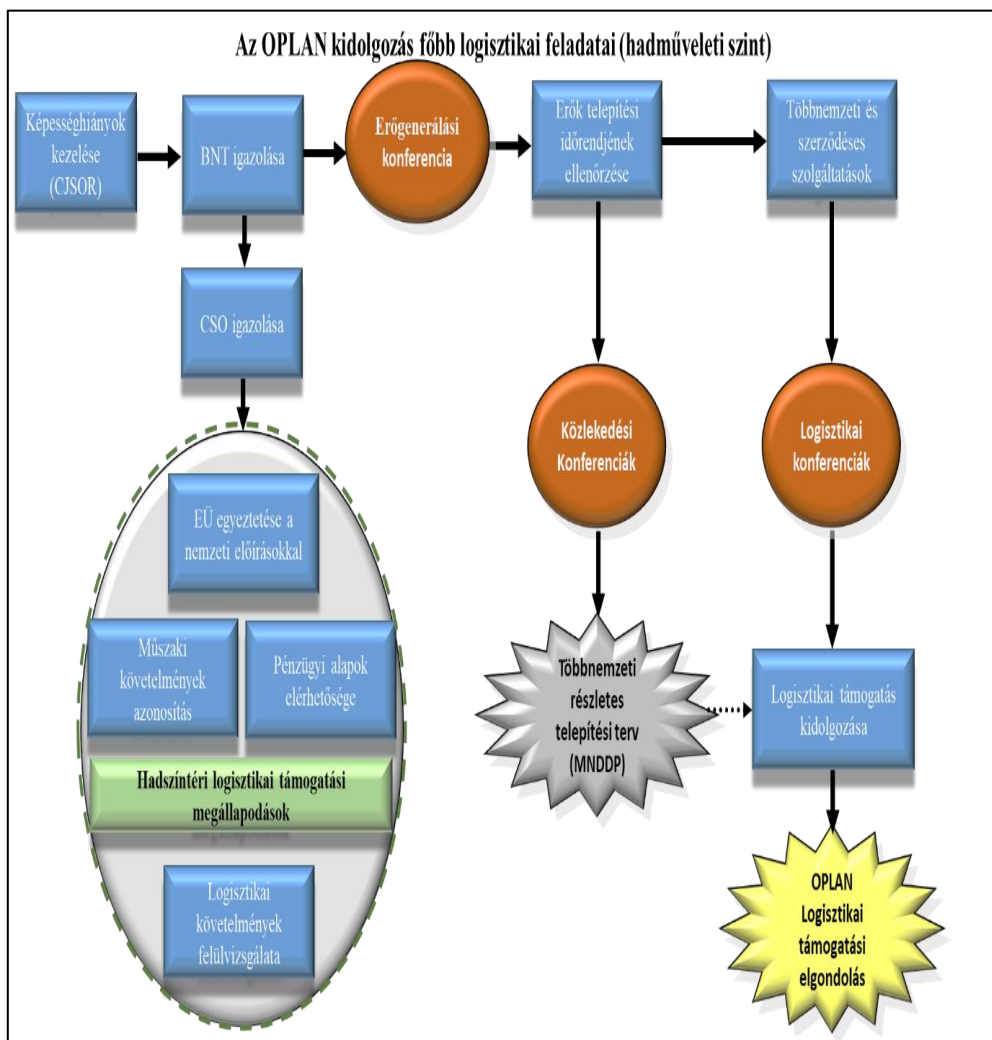 Az OPLAN kidolgozás főbb logisztikai feladatai (hadműveleti szint)
Képességhiányok
kezelése
(CJSOR)
BNT igazolása
Erőgenerálási
konferencia
Erők telepítési
időrendjének
ellenőrzése
Többnemzeti és
szerződéses
szolgáltatások
CSO igazolása
Közlekedési
Konferenciák
Logisztikai
konferenciák
EÜ egyeztetése a
nemzeti előírásokkal
Műszaki
követelmények
azonosítás
Pénzügyi alapok
elérhetősége
Hadszíntéri logisztikai támogatási
megállapodások
Logisztikai
követelmények
felülvizsgálata
Többnemzeti
részletes
telepítési terv
(MNDDP)
Logisztikai támogatás
kidolgozása
OPLAN
Logisztikai
támogatási
elgondolás